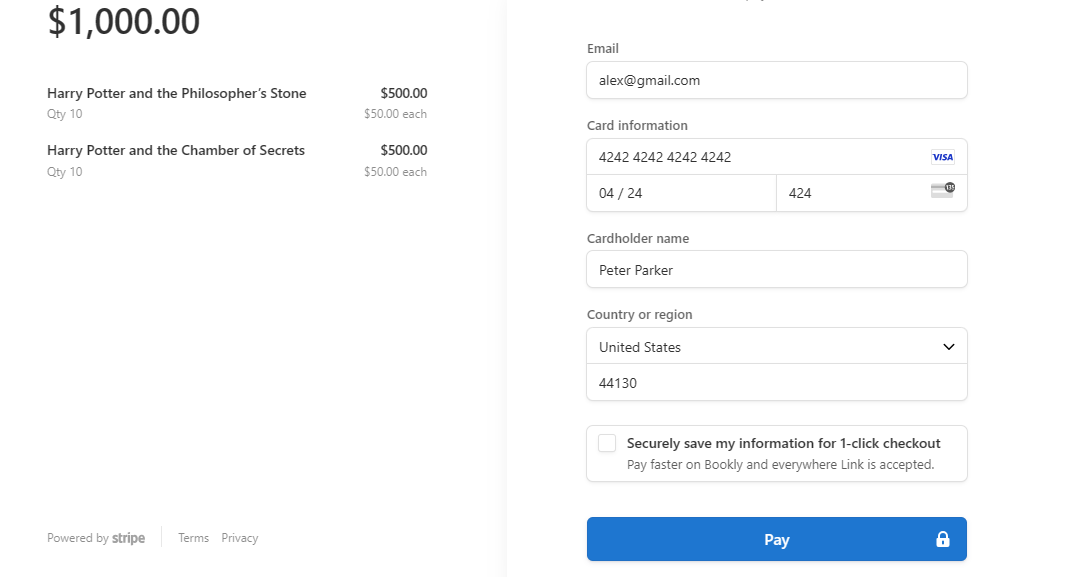 $1,000.00
Harry Potter and the Philosopher’s Stone $500.00
Qty 10 $50.00 each
Harry Potter and the Chamber of Secrets $500.00
Qty 10 $50.00 each
Powered by stripe Terms Privacy
Email
alex@gmail.com
Card information
4242 4242 4242 4242 VISA
04 / 24 424 135
Cardholder name
Peter Parker
Country or region
United States
44130
Securely save my information for 1-click checkout
Pay faster on Bookly and everywhere Link is accepted.
Pay